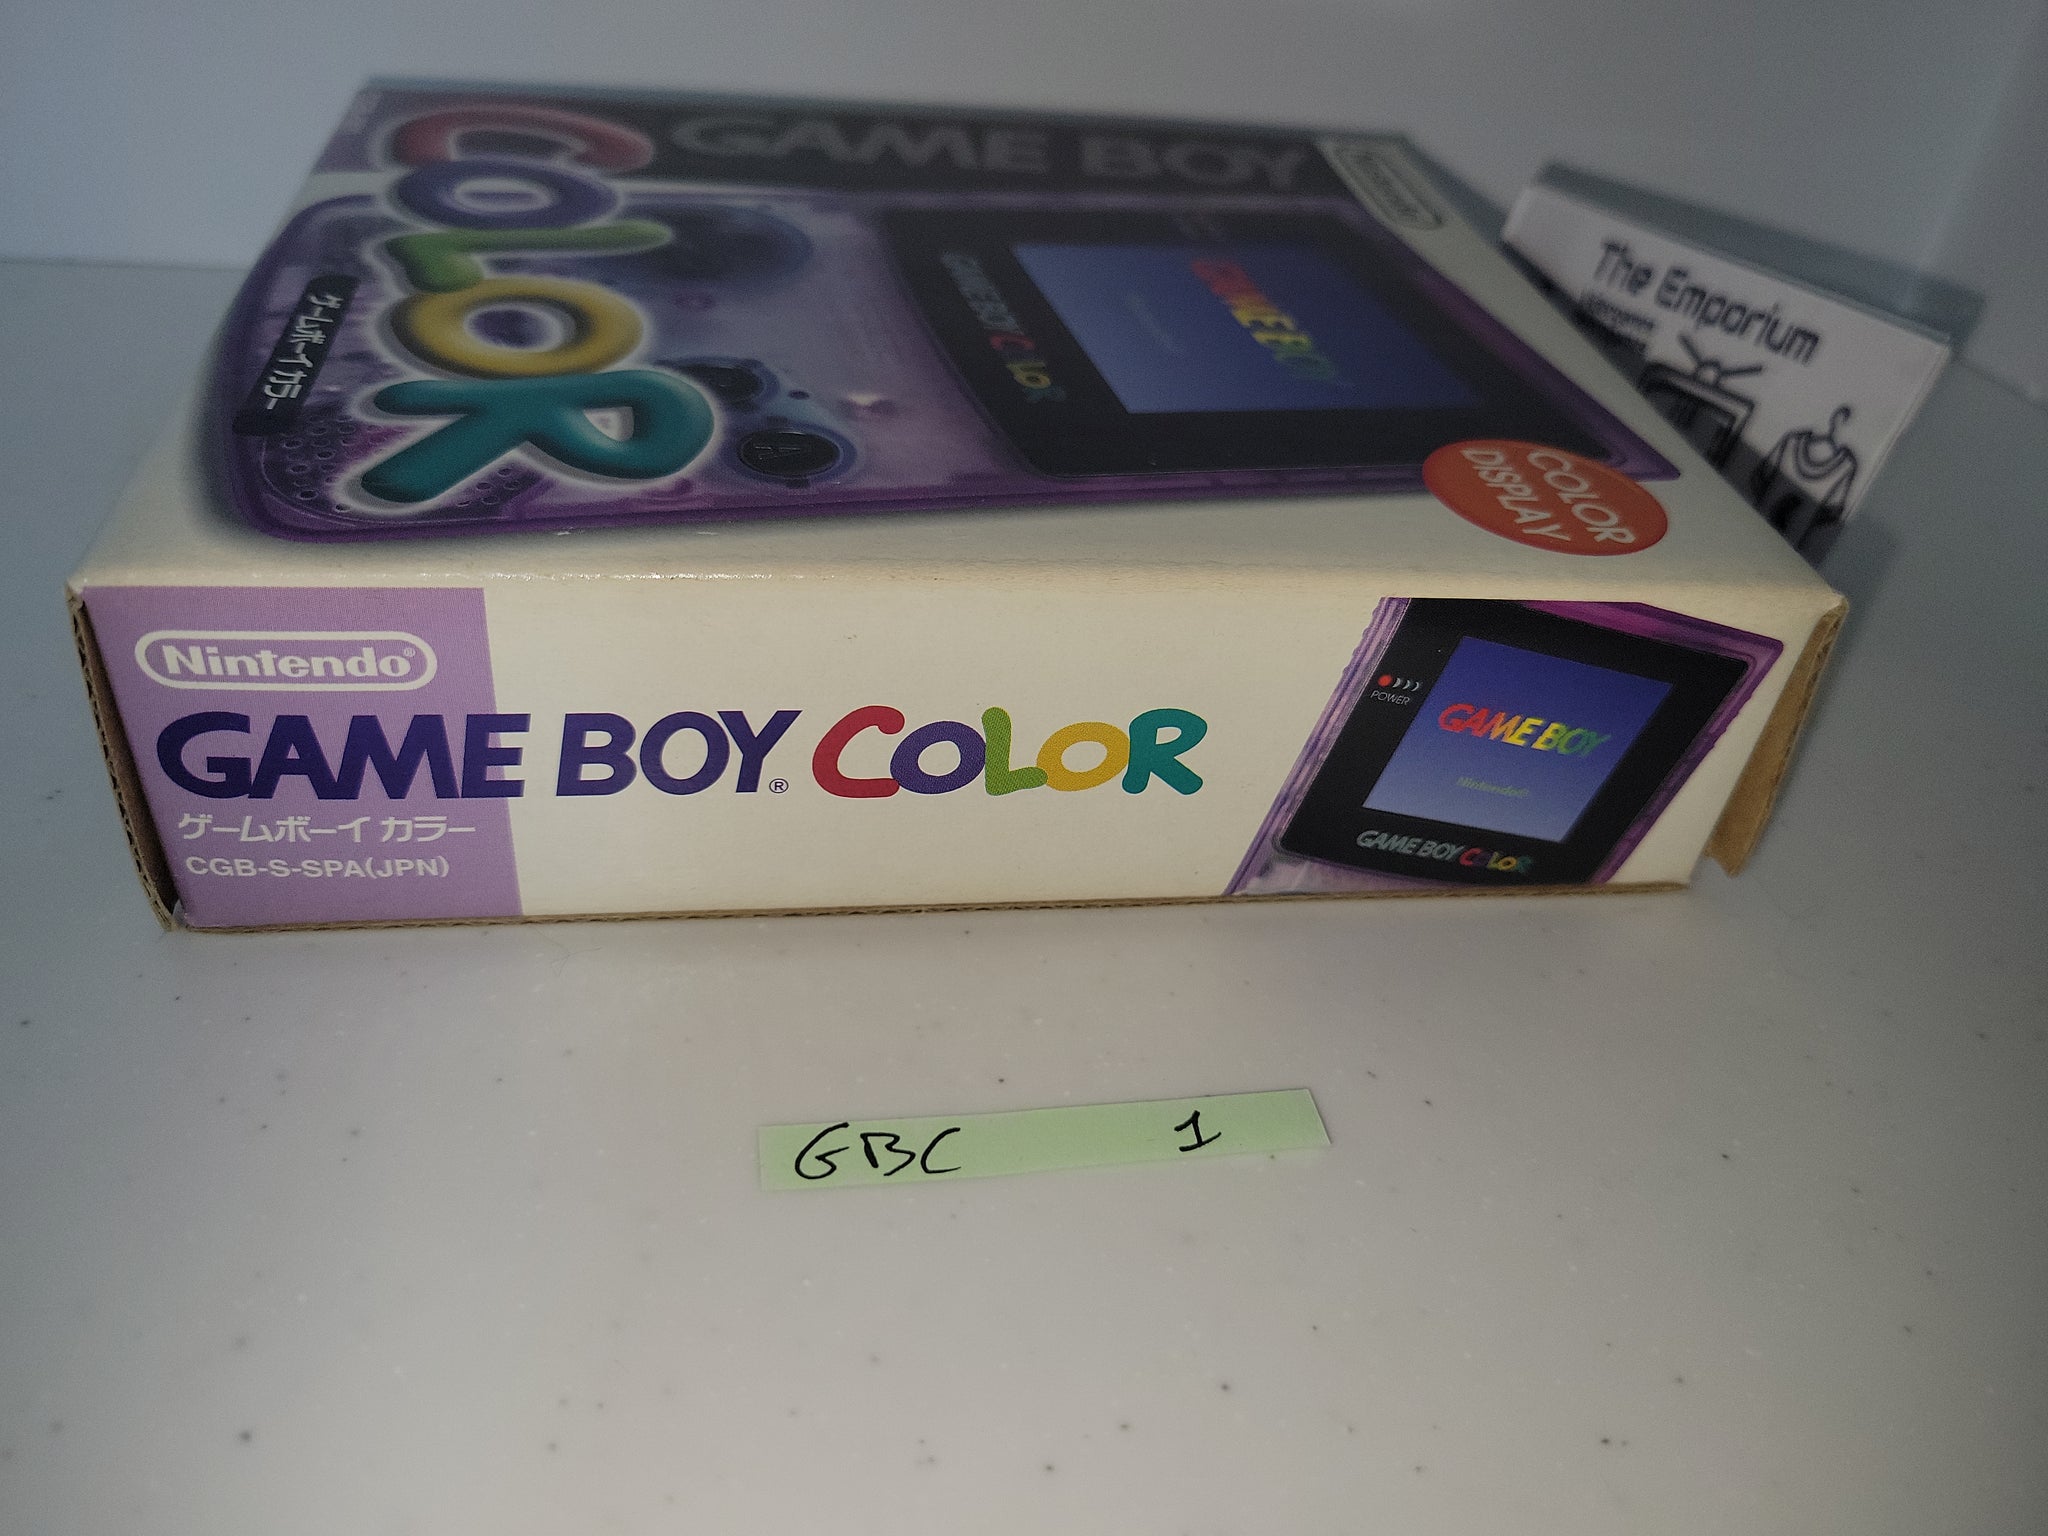 GAME BOY
Nintendo
COLOR
ゲームボーイ カラー
GAME BOY
GAME BOY COLOR
A
COLOR
DISPLAY
The Emporium
Nintendo®
GAME BOY® COLOR
ゲームボーイ カラー
CGB-S-SPA(JPN)
POWER
GAME BOY
Nintendo®
GAME BOY COLOR
GBC 1